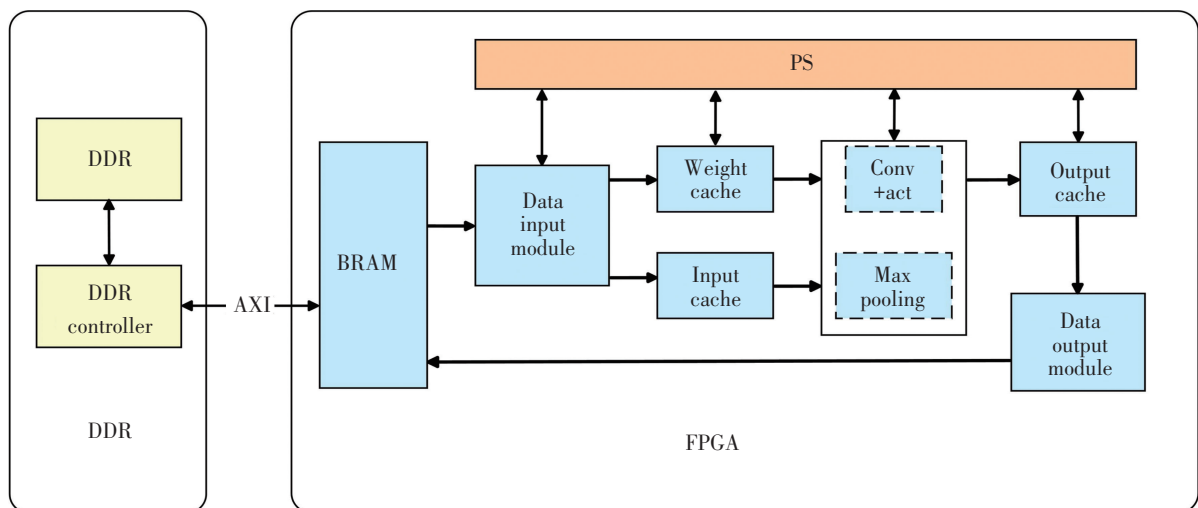 PS
DDR
Weight
cache
Conv
+act
Output
cache
Data
input
module
BRAM
Input
cache
Max
pooling
DDR
controller
AXI
Data
output
module
DDR
FPGA